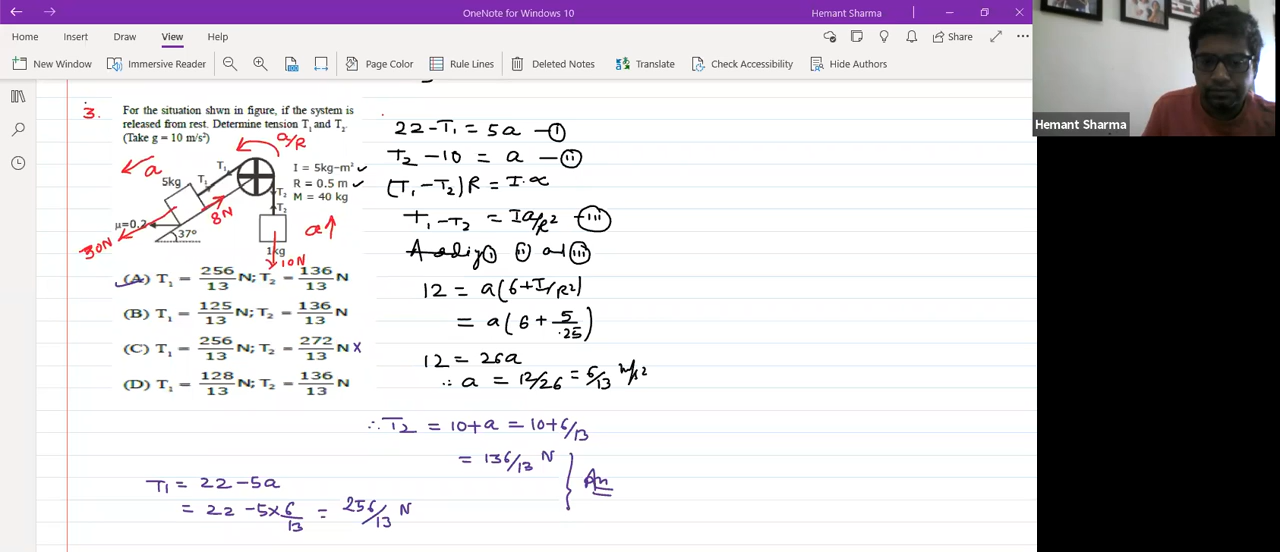 OneNote for Windows 10
Hemant Sharma
Home Insert Draw View Help
Share
New Window Immersive Reader Page Color Rule Lines Deleted Notes Translate Check Accessibility Hide Authors
3. For the situation shwn in figure, if the system is
released from rest. Determine tension T₁ and T₂.
(Take g = 10 m/s²)
a/R
a
T₁
T₁
5kg
I = 5kg-m²
R = 0.5 m
M = 40 kg
T₂
T₂
8N
μ=0.2
37°
30N
a↑
1kg
10N
(A) T₁ = 256/13 N; T₂ = 136/13 N
(B) T₁ = 125/13 N; T₂ = 136/13 N
(C) T₁ = 256/13 N; T₂ = 272/13 N x
(D) T₁ = 128/13 N; T₂ = 136/13 N
22 - T₁ = 5a —(i)
T₂ - 10 = a —(ii)
(T₁ - T₂) R = I·α
T₁ - T₂ = Ia/R² —(iii)
(i) (ii) and (iii)
12 = a(6 + I/R²)
= a(6 + 5/.25)
12 = 26a
∴ a = 12/26 = 6/13 m/s²
∴ T₂ = 10 + a = 10 + 6/13
= 136/13 N
T₁ = 22 - 5a
= 22 - 5×6/13 = 256/13 N
An
Hemant Sharma